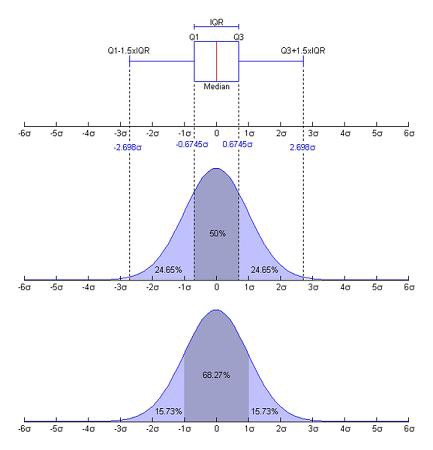 IQR
Q1 Q3
Q1-1.5xIQR Q3+1.5xIQR
Median
-6σ -5σ -4σ -3σ -2σ -1σ 0 1σ 2σ 3σ 4σ 5σ 6σ
-2.698σ -0.6745σ 0.6745σ 2.698σ
50%
24.65% 24.65%
-6σ -5σ -4σ -3σ -2σ -1σ 0 1σ 2σ 3σ 4σ 5σ 6σ
68.27%
15.73% 15.73%
-6σ -5σ -4σ -3σ -2σ -1σ 0 1σ 2σ 3σ 4σ 5σ 6σ